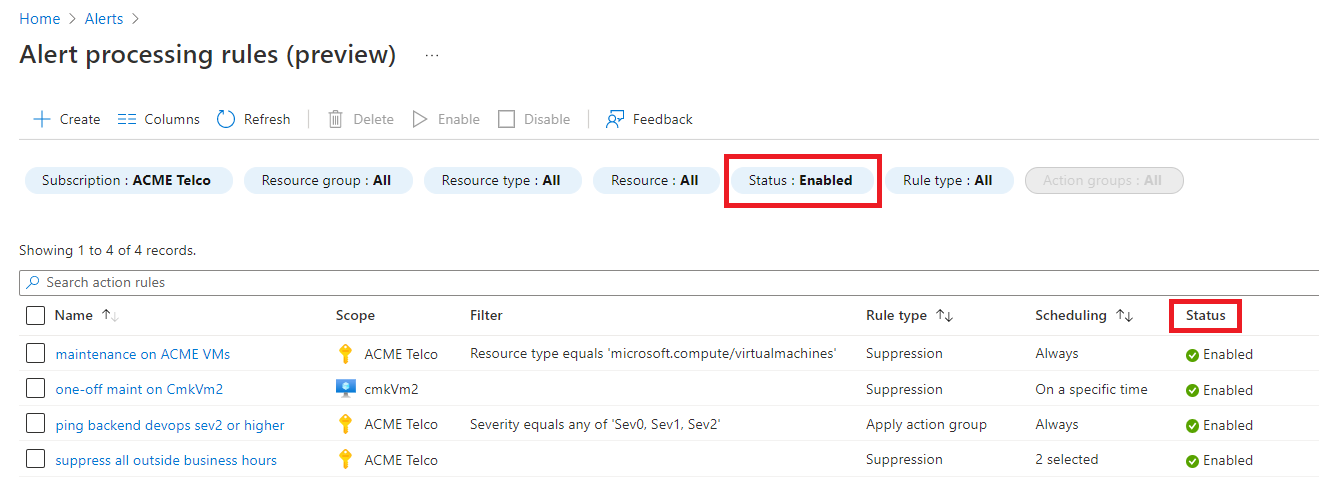 Home > Alerts >
Alert processing rules (preview) ...
Create Columns Refresh Delete Enable Disable Feedback
Subscription : ACME Telco Resource group : All Resource type : All Resource : All Status : Enabled Rule type : All Action groups : All
Showing 1 to 4 of 4 records.
Search action rules
Name ↑↓ Scope Filter Rule type ↑↓ Scheduling ↑↓ Status
maintenance on ACME VMs ACME Telco Resource type equals 'microsoft.compute/virtualmachines' Suppression Always Enabled
one-off maint on CmkVm2 cmkVm2 Suppression On a specific time Enabled
ping backend devops sev2 or higher ACME Telco Severity equals any of 'Sev0, Sev1, Sev2' Apply action group Always Enabled
suppress all outside business hours ACME Telco Suppression 2 selected Enabled